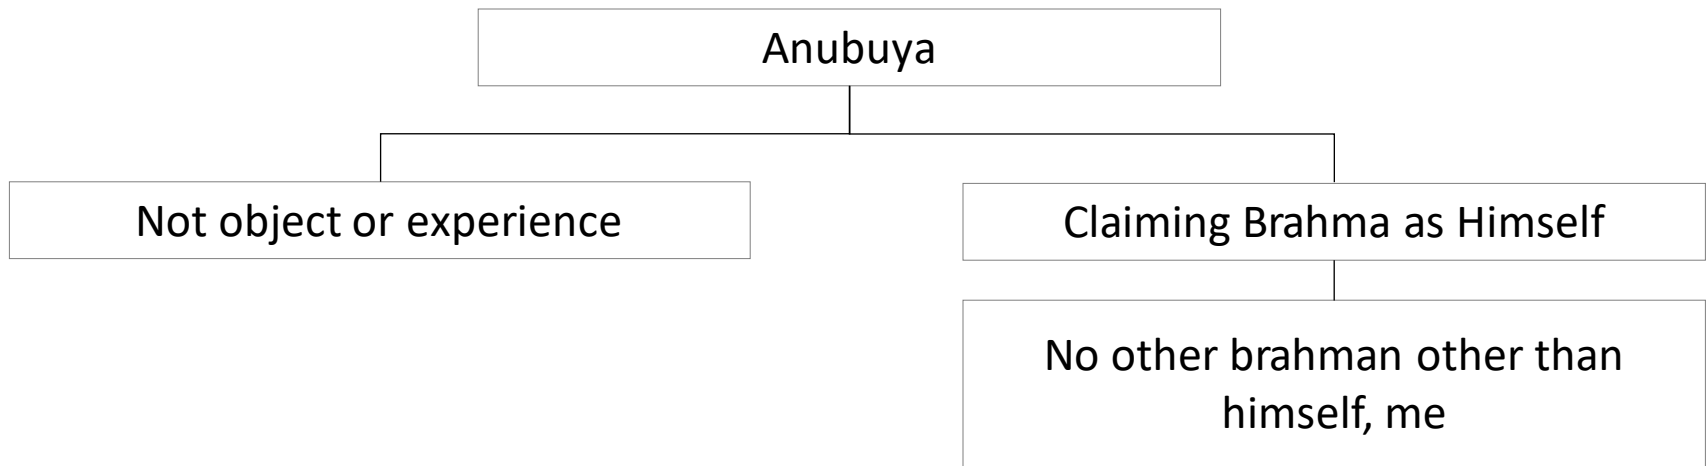 Anubuya
Not object or experience
Claiming Brahma as Himself
No other brahman other than
himself, me